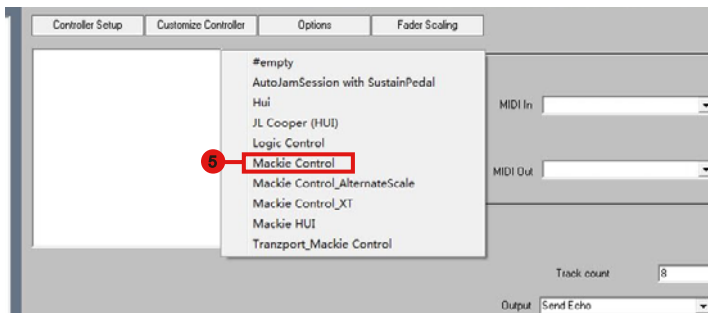 Controller Setup
Customize Controller
Options
Fader Scaling
#empty
AutoJamSession with SustainPedal
Hui
JL Cooper (HUI)
Logic Control
5
Mackie Control
Mackie Control_AlternateScale
Mackie Control_XT
Mackie HUI
Tranzport_Mackie Control
MIDI In
MIDI Out
Track count
8
Output
Send Echo